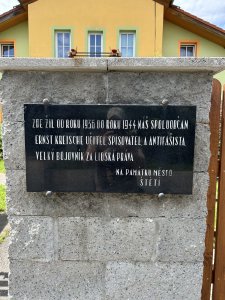 ZDE ŽIL OD ROKU 1936 DO ROKU 1944 NÁŠ SPOLUOBČAN
ERNST KREISCHE UČITEL SPISOVATEL A ANTIFAŠISTA
VELKÝ BOJOVNÍK ZA LIDSKÁ PRÁVA
NA PAMÁTKU MĚSTO
ŠTĚTÍ